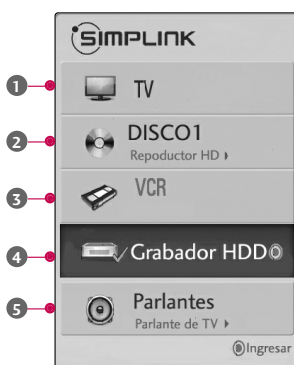 SIMPLINK
1 TV
2 DISCO1
Repoductor HD
3 VCR
4 Grabador HDD
5 Parlantes
Parlante de TV
Ingresar